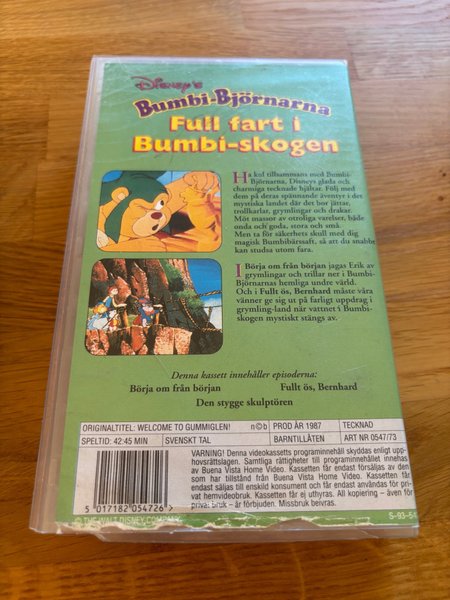 Disney's
Bumbi-Björnarna
Full fart i
Bumbi-skogen
Ha kol tillsammans med Bumbi-
Björnarna, Disneys glada och
charmiga tecknade hjältar. Följ med
dem på deras spännande äventyr i det
mystiska landet där det bor jättar,
trollkarlar, grymlingar och drakar.
Möt massor av otroliga varelser, både
onda och goda, stora och små.
Men ta för säkerhets skull med dig
magisk Bumbibärssaft, så att du snabbt
kan studsa utom fara.
I Börja om från början jagas Erik av
grymlingar och trillar ner i Bumbi-
Björnarnas hemliga undre värld.
Och i Fullt ös, Bernhard måste våra
vänner ge sig ut på farligt uppdrag i
grymling-land när vattnet i Bumbi-
skogen mystiskt stängs av.
Denna kassett innehåller episoderna:
Börja om från början Fullt ös, Bernhard
Den stygge skulptören
ORIGINALTITEL: WELCOME TO GUMMIGLEN! n©b PROD ÅR 1987 TECKNAD
SPELTID: 42:45 MIN SVENSKT TAL BARNTILLÅTEN ART NR 0547/73
VARNING! Denna videokassetts programinnehåll skyddas enligt upp-
hovsrättslagen. Samtliga rättigheter till programinnehållet innehas
av Buena Vista Home Video. Kassetten får endast försäljas av den
som har tillstånd från Buena Vista Home Video. Kassetten får endast
säljas till enskild konsument och får endast användas för pri-
vat hemvideobruk. Kassetten får ej uthyras. All kopiering – även för
privat bruk – är förbjuden. Missbruk beivras.
5 017182 054726
© THE WALT DISNEY COMPANY
S-93-54